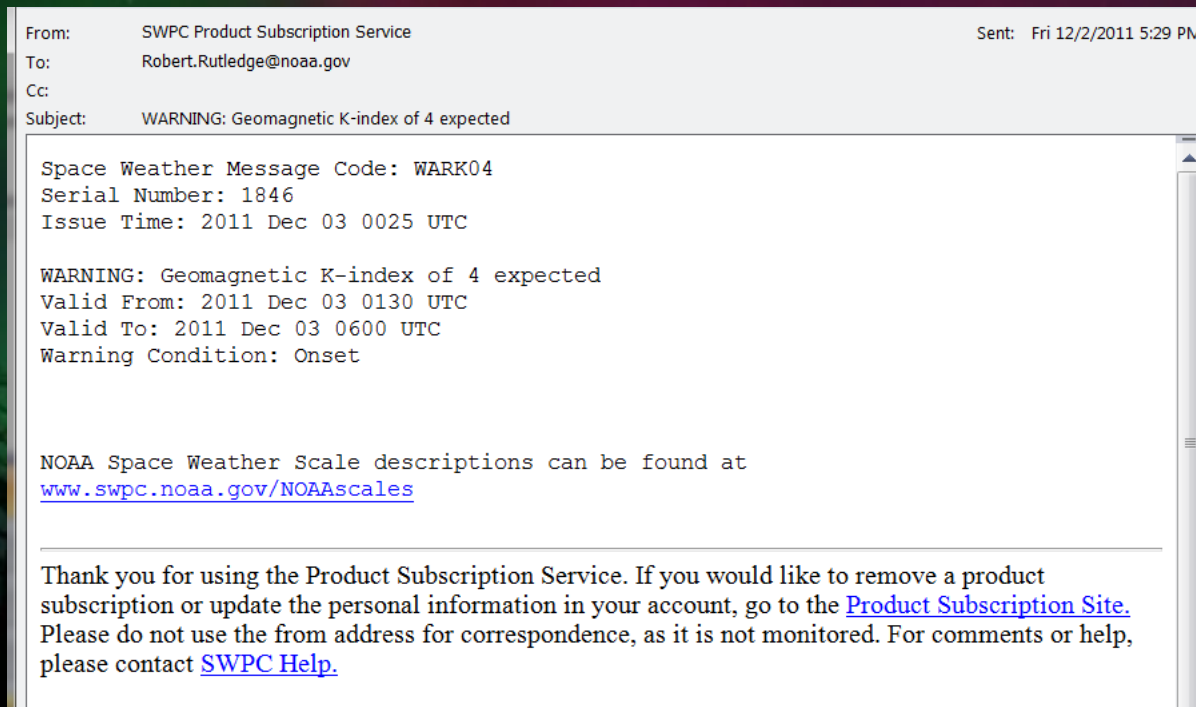 From: SWPC Product Subscription Service Sent: Fri 12/2/2011 5:29 PM
To: Robert.Rutledge@noaa.gov
Cc:
Subject: WARNING: Geomagnetic K-index of 4 expected
Space Weather Message Code: WARK04
Serial Number: 1846
Issue Time: 2011 Dec 03 0025 UTC
WARNING: Geomagnetic K-index of 4 expected
Valid From: 2011 Dec 03 0130 UTC
Valid To: 2011 Dec 03 0600 UTC
Warning Condition: Onset
NOAA Space Weather Scale descriptions can be found at
www.swpc.noaa.gov/NOAAscales
Thank you for using the Product Subscription Service. If you would like to remove a product
subscription or update the personal information in your account, go to the Product Subscription Site.
Please do not use the from address for correspondence, as it is not monitored. For comments or help,
please contact SWPC Help.